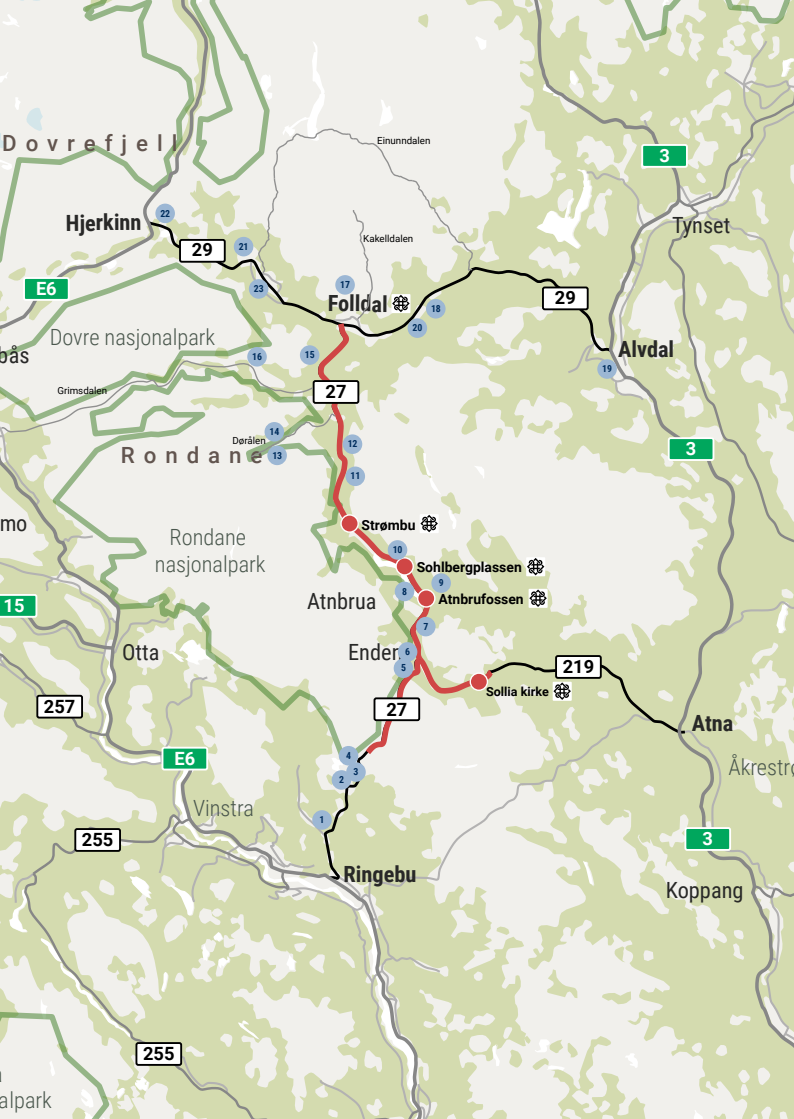 Einunndalen
Dovrefjell
3
22
Hjerkinn
Tynset
Kakelldalen
29
21
E6
23
17
Folldal
18
29
20
Dovre nasjonalpark
bås
16
15
Alvdal
19
Grimsdalen
27
14
Dørålen
Rondane
13
12
3
11
mo
Strømbu
Rondane
nasjonalpark
10
Sohlbergplassen
9
8
Atnbrua
Atnbrufossen
15
7
Otta
Enden
6
5
219
Sollia kirke
257
27
Atna
E6
4
3
2
Åkrestrø
Vinstra
1
255
3
Ringebu
Koppang
255
alpark